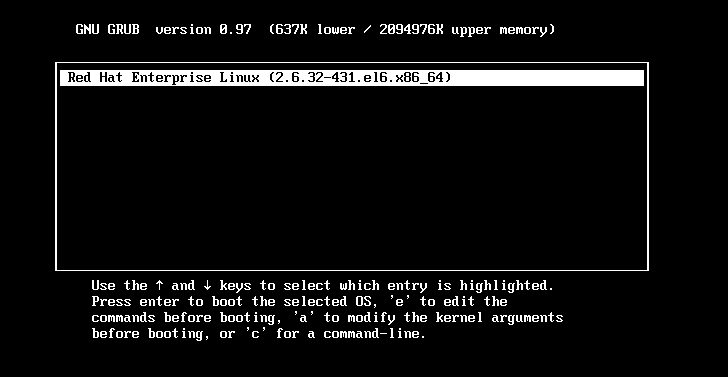 GNU GRUB  version 0.97  (637K lower / 2094976K upper memory)
Red Hat Enterprise Linux (2.6.32-431.el6.x86_64)
Use the ↑ and ↓ keys to select which entry is highlighted.
Press enter to boot the selected OS, 'e' to edit the
commands before booting, 'a' to modify the kernel arguments
before booting, or 'c' for a command-line.